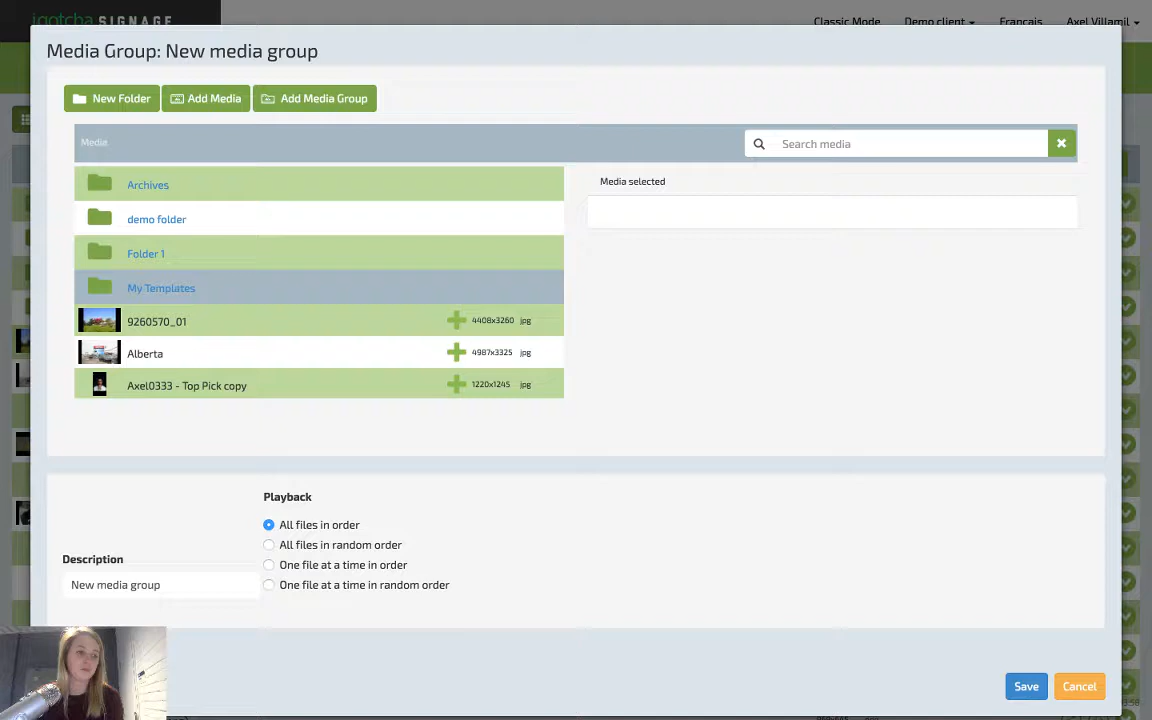 igotcha SIGNAGE
Classic Mode Demo client Français Axel Villamil
Media Group: New media group
New Folder Add Media Add Media Group
Media
Search media
Archives
Media selected
demo folder
Folder 1
My Templates
9260570_01 4408x3260 jpg
Alberta 4987x3325 jpg
Axel0333 - Top Pick copy 1220x1245 jpg
Playback
All files in order
All files in random order
One file at a time in order
One file at a time in random order
Description
New media group
Save Cancel